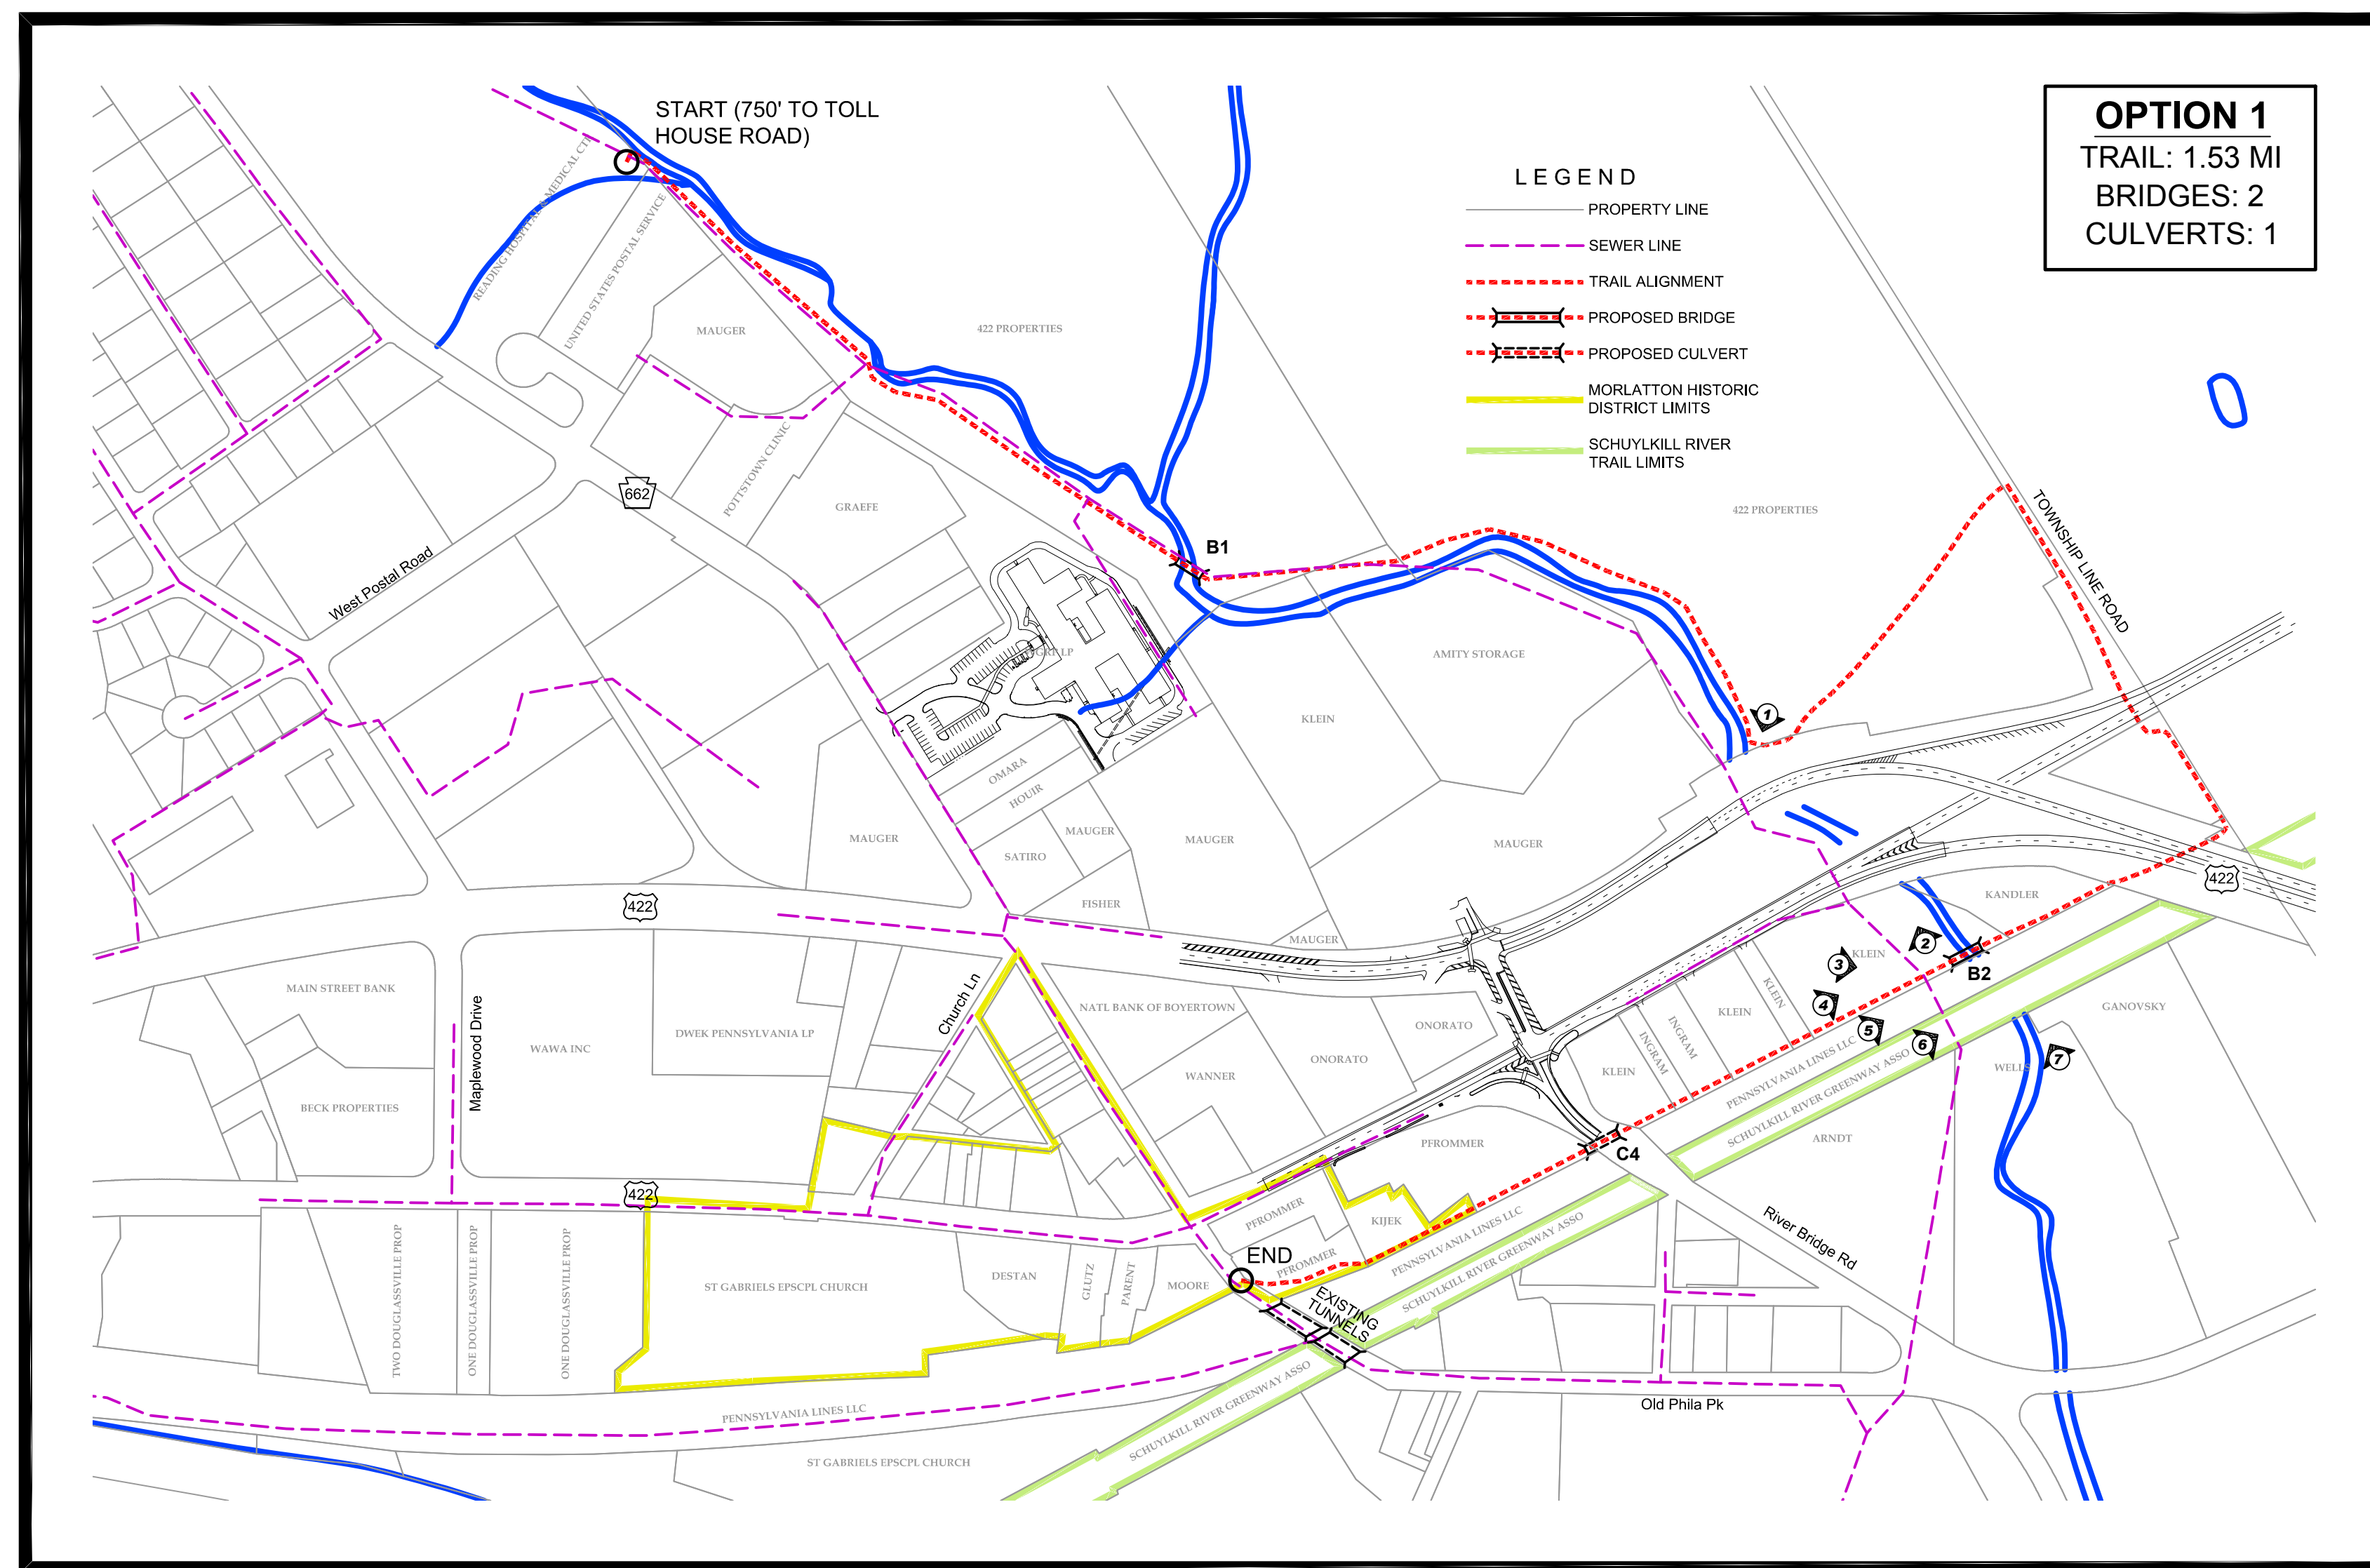 START (750' TO TOLL
HOUSE ROAD)
OPTION 1
TRAIL: 1.53 MI
BRIDGES: 2
CULVERTS: 1
LEGEND
PROPERTY LINE
SEWER LINE
TRAIL ALIGNMENT
PROPOSED BRIDGE
PROPOSED CULVERT
MORLATTON HISTORIC
DISTRICT LIMITS
SCHUYLKILL RIVER
TRAIL LIMITS
READING HOSPITAL & MEDICAL CTR
UNITED STATES POSTAL SERVICE
MAUGER
422 PROPERTIES
POTTSTOWN CLINIC
662
GRAEFE
422 PROPERTIES
TOWNSHIP LINE ROAD
B1
West Postal Road
AMITY STORAGE
KLEIN
1
OMARA
HOUIR
MAUGER
SATIRO
MAUGER
MAUGER
MAUGER
FISHER
MAUGER
422
KANDLER
422
2
KLEIN
3
B2
4
5
6
7
MAIN STREET BANK
Maplewood Drive
WAWA INC
DWEK PENNSYLVANIA LP
Church Ln
NATL BANK OF BOYERTOWN
ONORATO
ONORATO
WANNER
KLEIN
KLEIN
INGRAM
INGRAM
KLEIN
GANOVSKY
WELLS
PENNSYLVANIA LINES LLC
SCHUYLKILL RIVER GREENWAY ASSO
ARNDT
BECK PROPERTIES
PFROMMER
C4
422
PFROMMER
KIJEK
PFROMMER
PENNSYLVANIA LINES LLC
SCHUYLKILL RIVER GREENWAY ASSO
River Bridge Rd
END
EXISTING
TUNNELS
TWO DOUGLASSVILLE PROP
ONE DOUGLASSVILLE PROP
ONE DOUGLASSVILLE PROP
ST GABRIELS EPSCPL CHURCH
DESTAN
GLUTZ
PARENT
MOORE
PENNSYLVANIA LINES LLC
SCHUYLKILL RIVER GREENWAY ASSO
Old Phila Pk
ST GABRIELS EPSCPL CHURCH